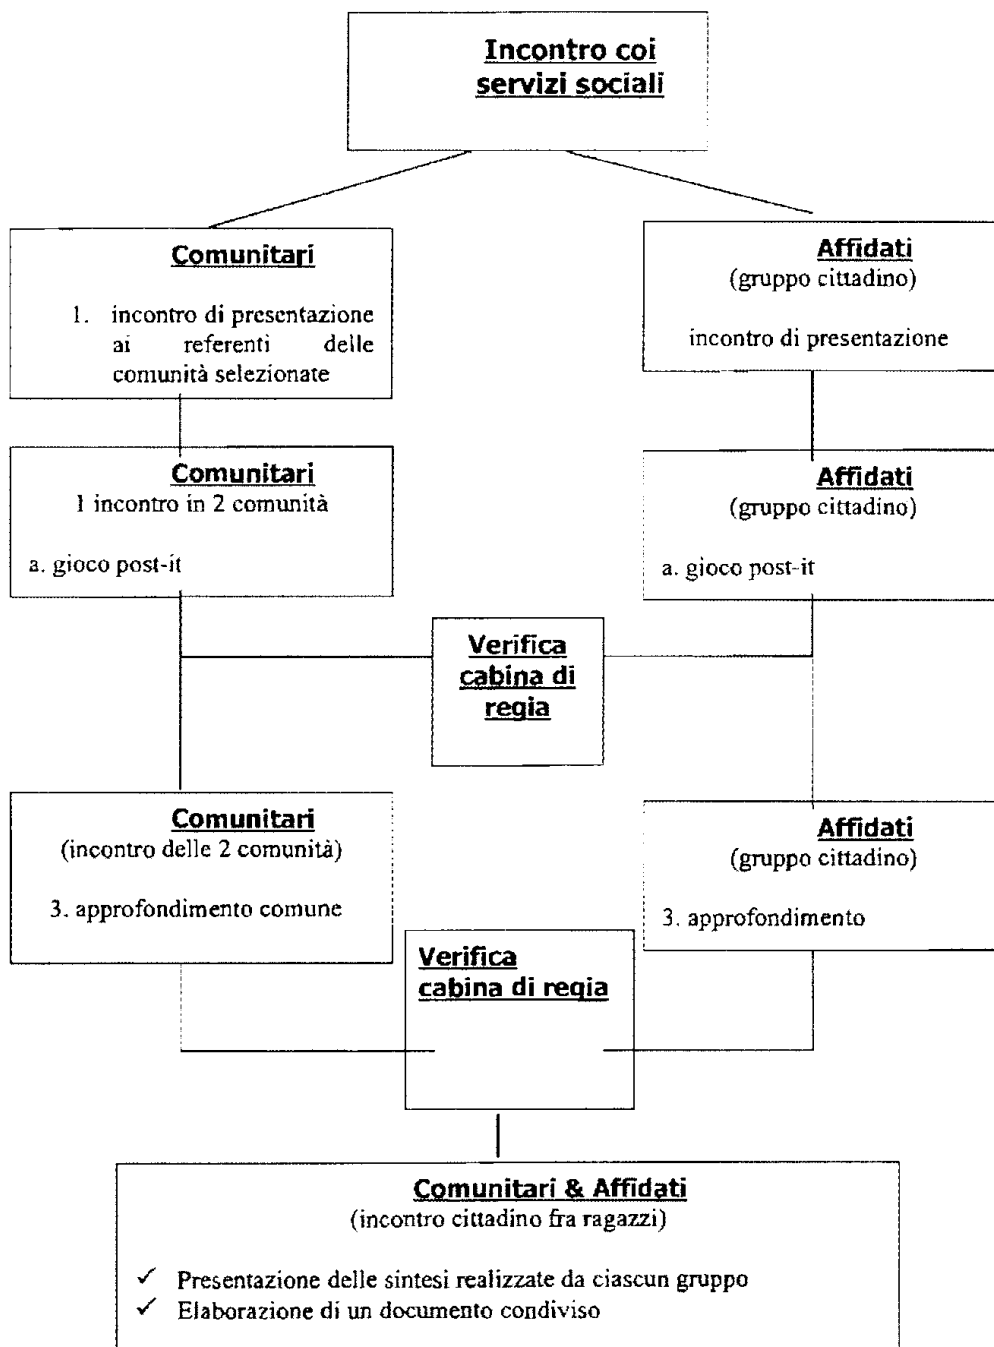 Incontro coi
servizi sociali
Comunitari
1. incontro di presentazione
ai referenti delle
comunità selezionate
Affidati
(gruppo cittadino)
incontro di presentazione
Comunitari
1 incontro in 2 comunità
a. gioco post-it
Affidati
(gruppo cittadino)
a. gioco post-it
Verifica
cabina di
regia
Comunitari
(incontro delle 2 comunità)
3. approfondimento comune
Affidati
(gruppo cittadino)
3. approfondimento
Verifica
cabina di regia
Comunitari & Affidati
(incontro cittadino fra ragazzi)
✓ Presentazione delle sintesi realizzate da ciascun gruppo
✓ Elaborazione di un documento condiviso